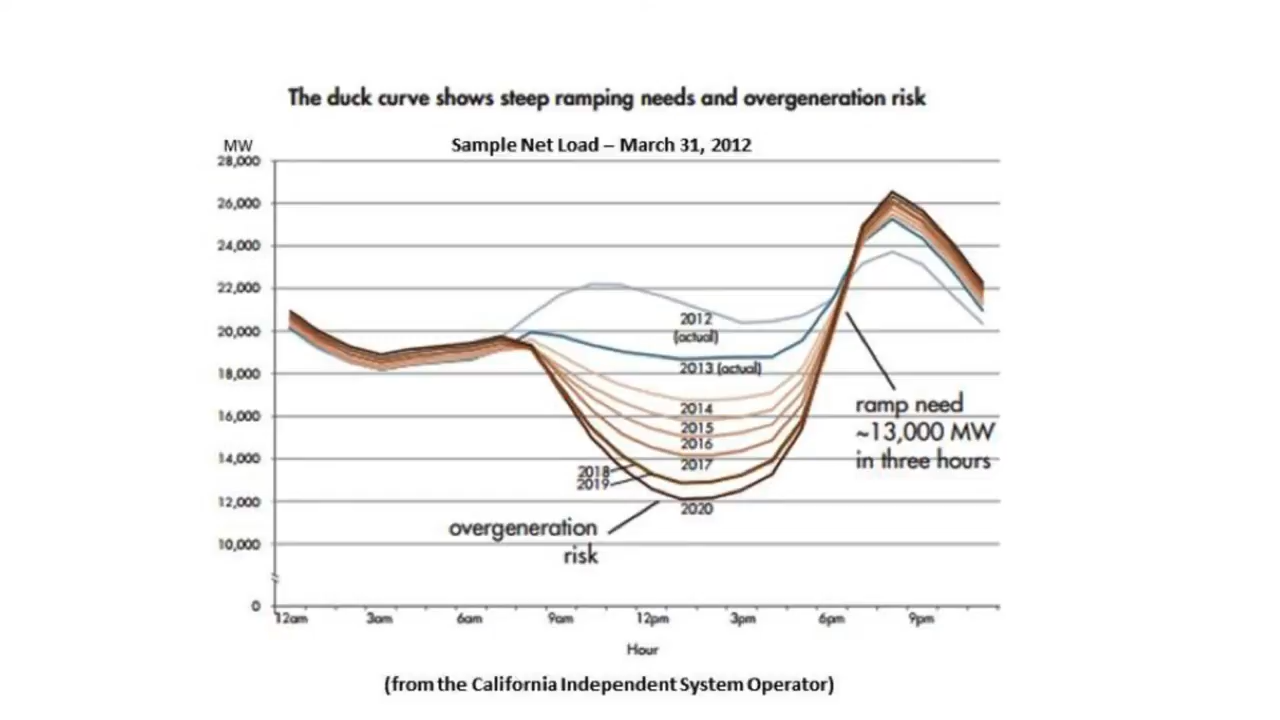 The duck curve shows steep ramping needs and overgeneration risk
MW
Sample Net Load – March 31, 2012
28,000
26,000
24,000
22,000
20,000
18,000
16,000
14,000
12,000
10,000
0
2012
(actual)
2013 (actual)
2014
2015
2016
2017
2018
2019
2020
ramp need
~13,000 MW
in three hours
overgeneration
risk
12am 3am 6am 9am 12pm 3pm 6pm 9pm
Hour
(from the California Independent System Operator)